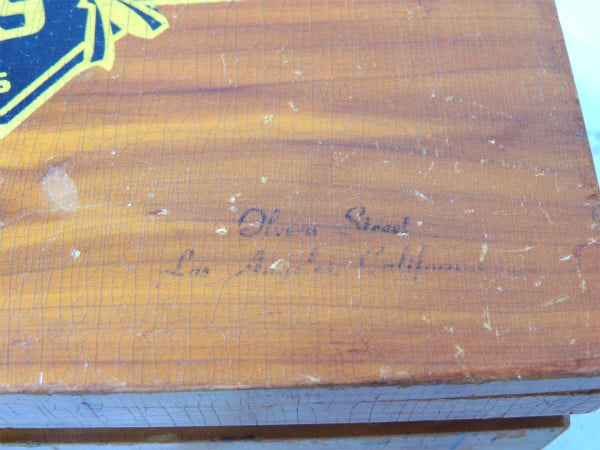 Olvera Street
Los Angeles, California